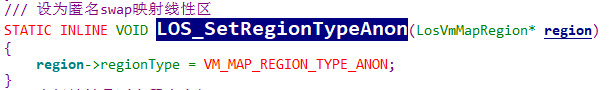 /// 设为匿名swap映射线性区
STATIC INLINE VOID LOS_SetRegionTypeAnon(LosVmMapRegion* region)
{
    region->regionType = VM_MAP_REGION_TYPE_ANON;
}